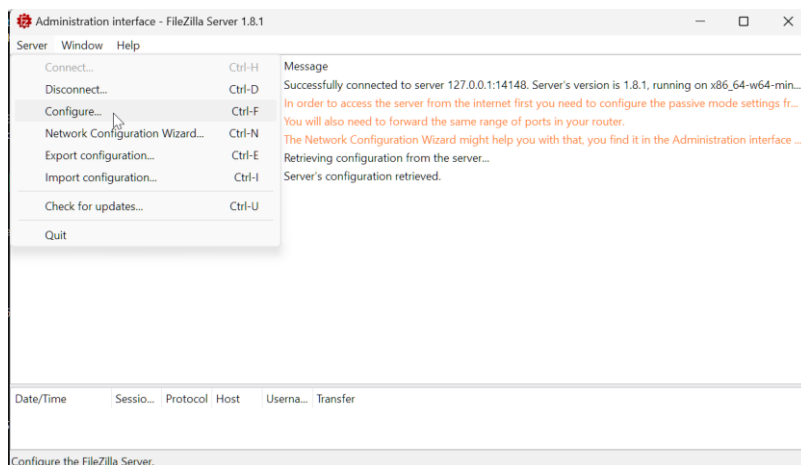 Administration interface - FileZilla Server 1.8.1
Server Window Help
Connect... Ctrl-H
Disconnect... Ctrl-D
Configure... Ctrl-F
Network Configuration Wizard... Ctrl-N
Export configuration... Ctrl-E
Import configuration... Ctrl-I
Check for updates... Ctrl-U
Quit
Message
Successfully connected to server 127.0.0.1:14148. Server's version is 1.8.1, running on x86_64-w64-min...
In order to access the server from the internet first you need to configure the passive mode settings fr...
You will also need to forward the same range of ports in your router.
The Network Configuration Wizard might help you with that, you find it in the Administration interface ...
Retrieving configuration from the server...
Server's configuration retrieved.
Date/Time Sessio... Protocol Host Userna... Transfer
Configure the FileZilla Server.